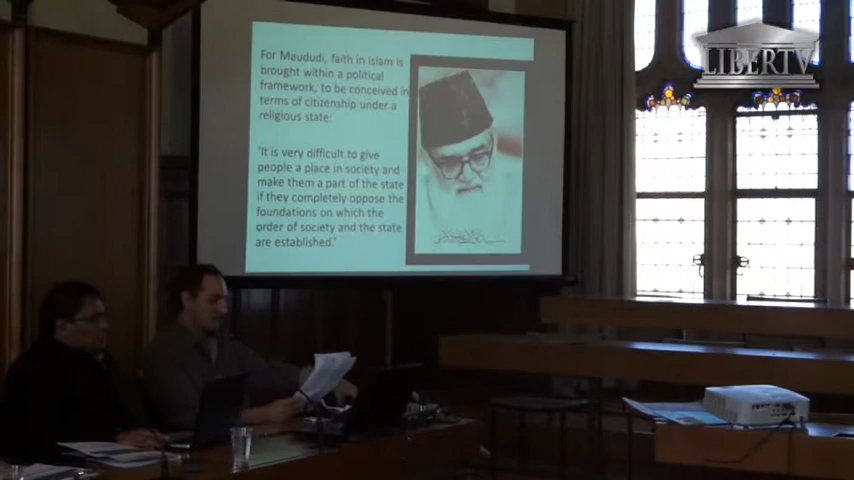 LIBERTV
For Maududi, faith in Islam is
brought within a political
framework, to be conceived in
terms of citizenship under a
religious state:
'It is very difficult to give
people a place in society and
make them a part of the state
if they completely oppose the
foundations on which the
order of society and the state
are established.'